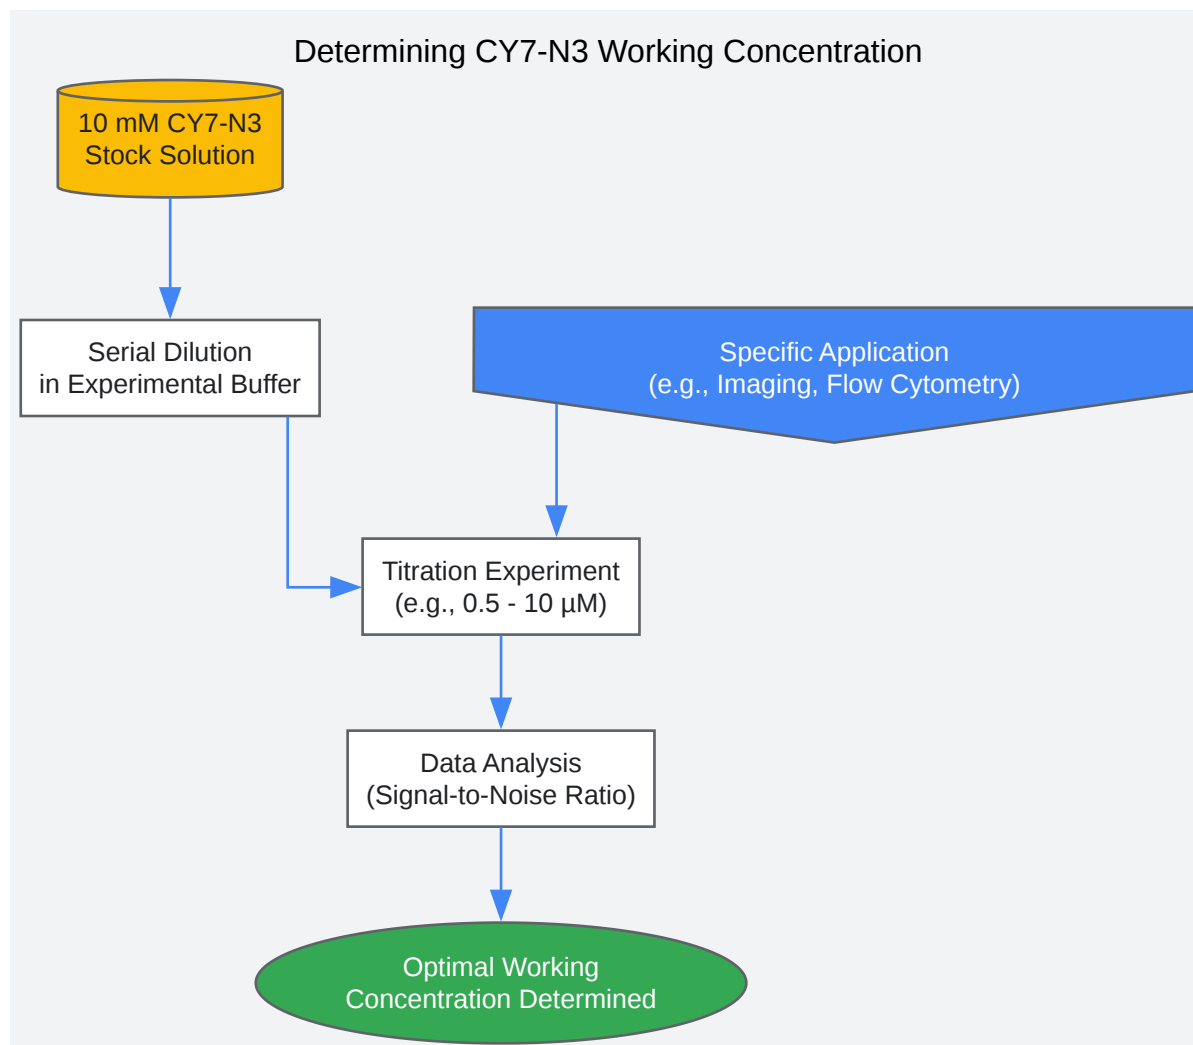 Determining CY7-N3 Working Concentration
10 mM CY7-N3
Stock Solution
Serial Dilution
in Experimental Buffer
Specific Application
(e.g., Imaging, Flow Cytometry)
Titration Experiment
(e.g., 0.5 - 10 µM)
Data Analysis
(Signal-to-Noise Ratio)
Optimal Working
Concentration Determined